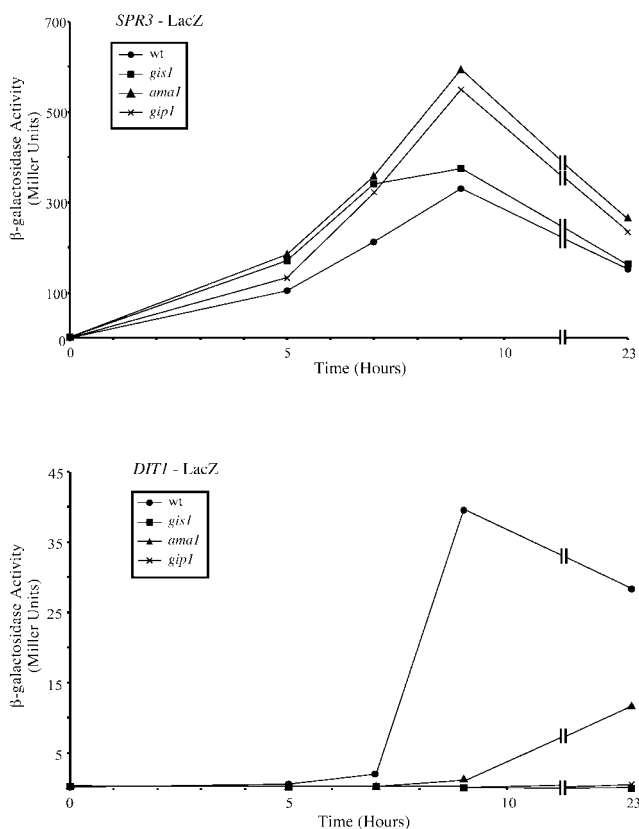 SPR3 - LacZ
wt
gis1
ama1
gip1
β-galactosidase Activity
(Miller Units)
700
500
300
100
0
0
5
10
23
Time (Hours)
DIT1 - LacZ
wt
gis1
ama1
gip1
β-galactosidase Activity
(Miller Units)
45
35
25
15
5
0
5
10
23
Time (Hours)